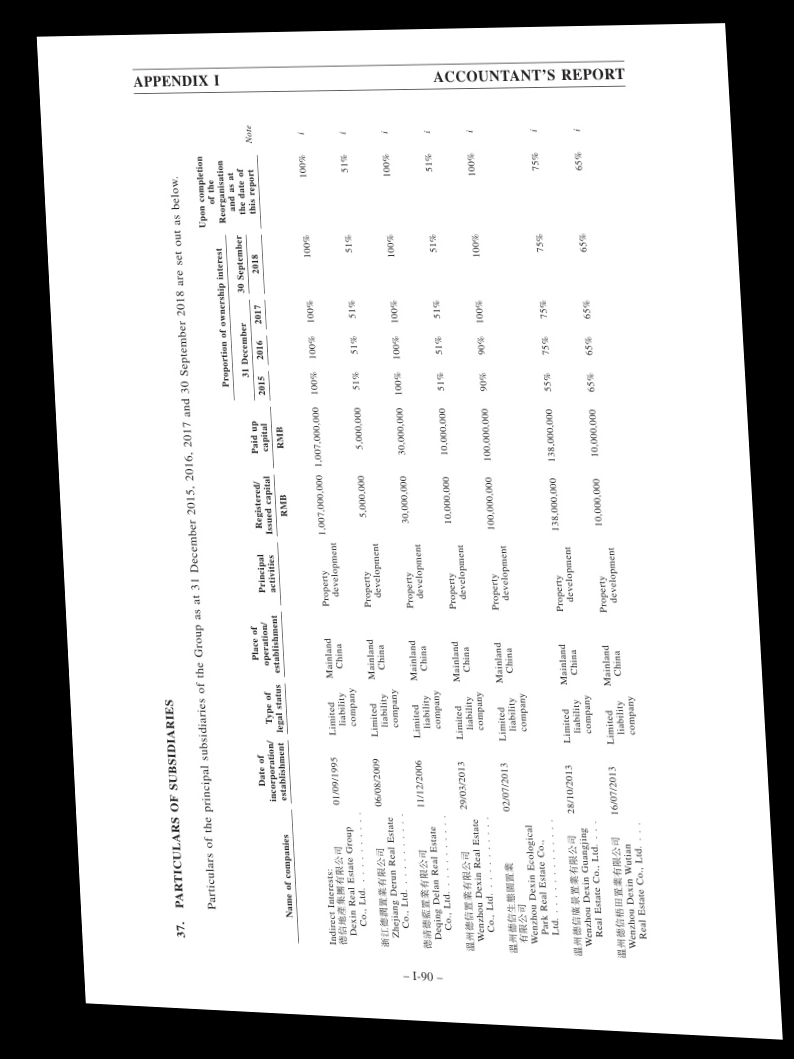 APPENDIX I
ACCOUNTANT'S REPORT
37. PARTICULARS OF SUBSIDIARIES
Particulars of the principal subsidiaries of the Group as at 31 December 2015, 2016, 2017 and 30 September 2018 are set out as below.
Proportion of ownership interest
Upon completion
of the
Reorganisation
and as at
the date of
this report
31 December
30 September
Name of companies
Date of
incorporation/
establishment
Type of
legal status
Place of
operation/
establishment
Principal
activities
Registered/
Issued capital
Paid up
capital
2015 2016 2017 2018
Note
RMB RMB
Indirect Interests:
德信地產集團有限公司
Dexin Real Estate Group
Co., Ltd. . . . . . . . . . . . 01/09/1995 Limited liability company Mainland China Property development 1,007,000,000 1,007,000,000 100% 100% 100% 100% 100% i
浙江德潤置業有限公司
Zhejiang Derun Real Estate
Co., Ltd. . . . . . . . . . . . 06/08/2009 Limited liability company Mainland China Property development 5,000,000 5,000,000 51% 51% 51% 51% 51% i
德清德藍置業有限公司
Deqing Delan Real Estate
Co., Ltd. . . . . . . . . . . . 11/12/2006 Limited liability company Mainland China Property development 30,000,000 30,000,000 100% 100% 100% 100% 100% i
溫州德信置業有限公司
Wenzhou Dexin Real Estate
Co., Ltd. . . . . . . . . . . . 29/03/2013 Limited liability company Mainland China Property development 10,000,000 10,000,000 51% 51% 51% 51% 51% i
溫州德信生態園置業
有限公司
Wenzhou Dexin Ecological
Park Real Estate Co.,
Ltd. . . . . . . . . . . . . . . 02/07/2013 Limited liability company Mainland China Property development 100,000,000 100,000,000 90% 90% 100% 100% 100% i
溫州德信廣景置業有限公司
Wenzhou Dexin Guangjing
Real Estate Co., Ltd. . . . 28/10/2013 Limited liability company Mainland China Property development 138,000,000 138,000,000 55% 75% 75% 75% 75% i
溫州德信梧田置業有限公司
Wenzhou Dexin Wutian
Real Estate Co., Ltd. . . . 16/07/2013 Limited liability company Mainland China Property development 10,000,000 10,000,000 65% 65% 65% 65% 65% i
– I-90 –